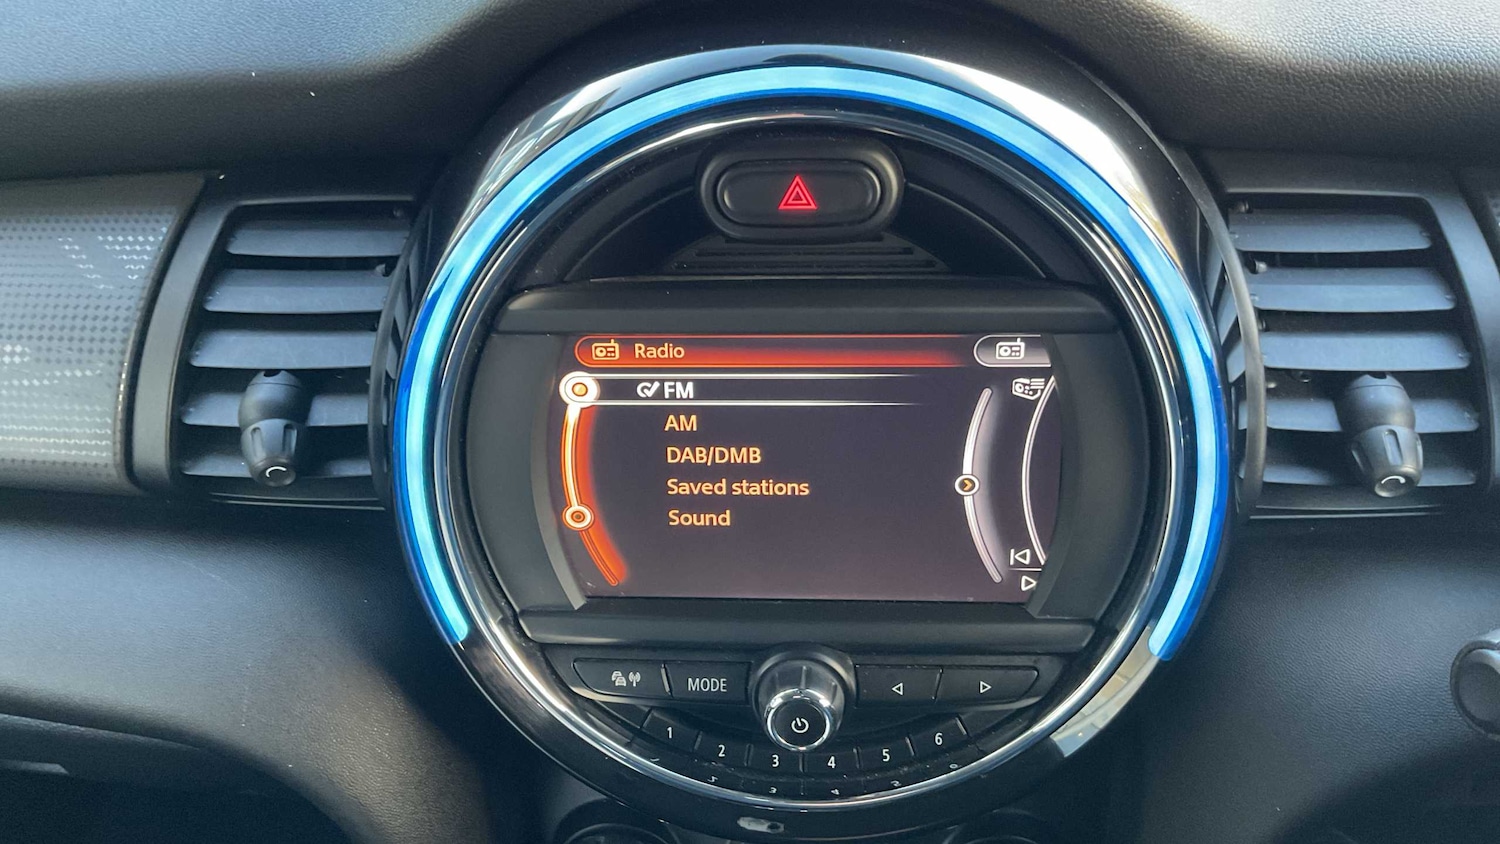 Radio
FM
AM
DAB/DMB
Saved stations
Sound
MODE
1 2 3 4 5 6